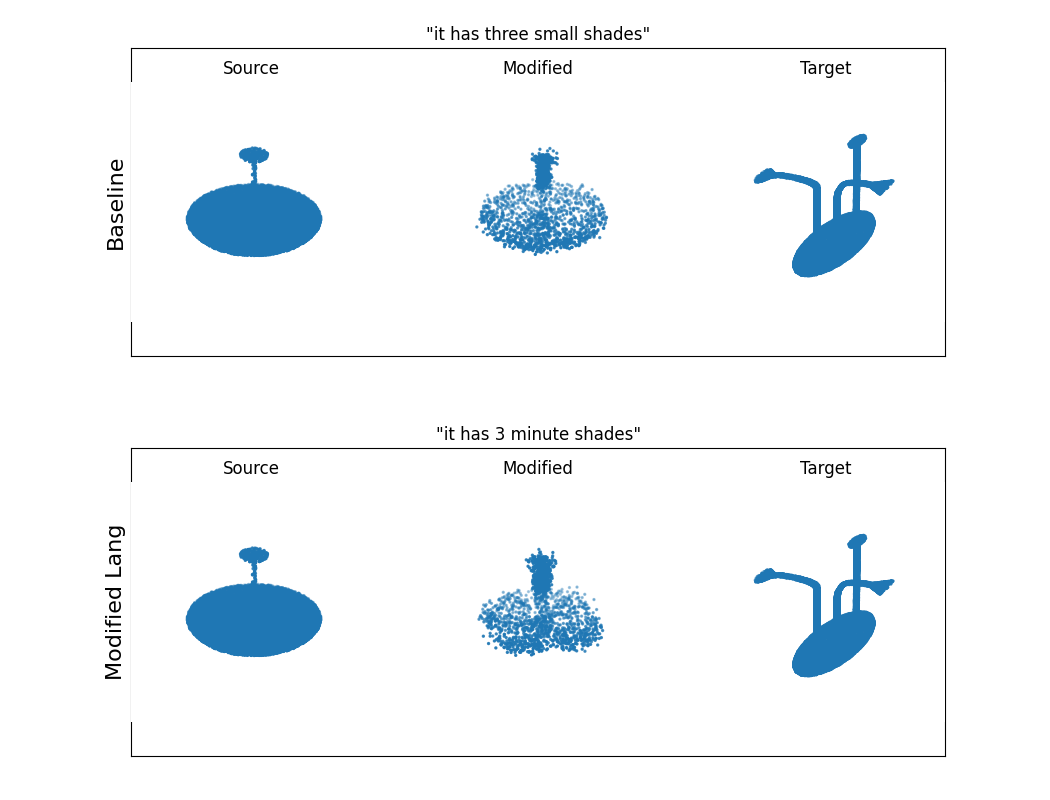 "it has three small shades"
Source Modified Target
Baseline
"it has 3 minute shades"
Source Modified Target
Modified Lang